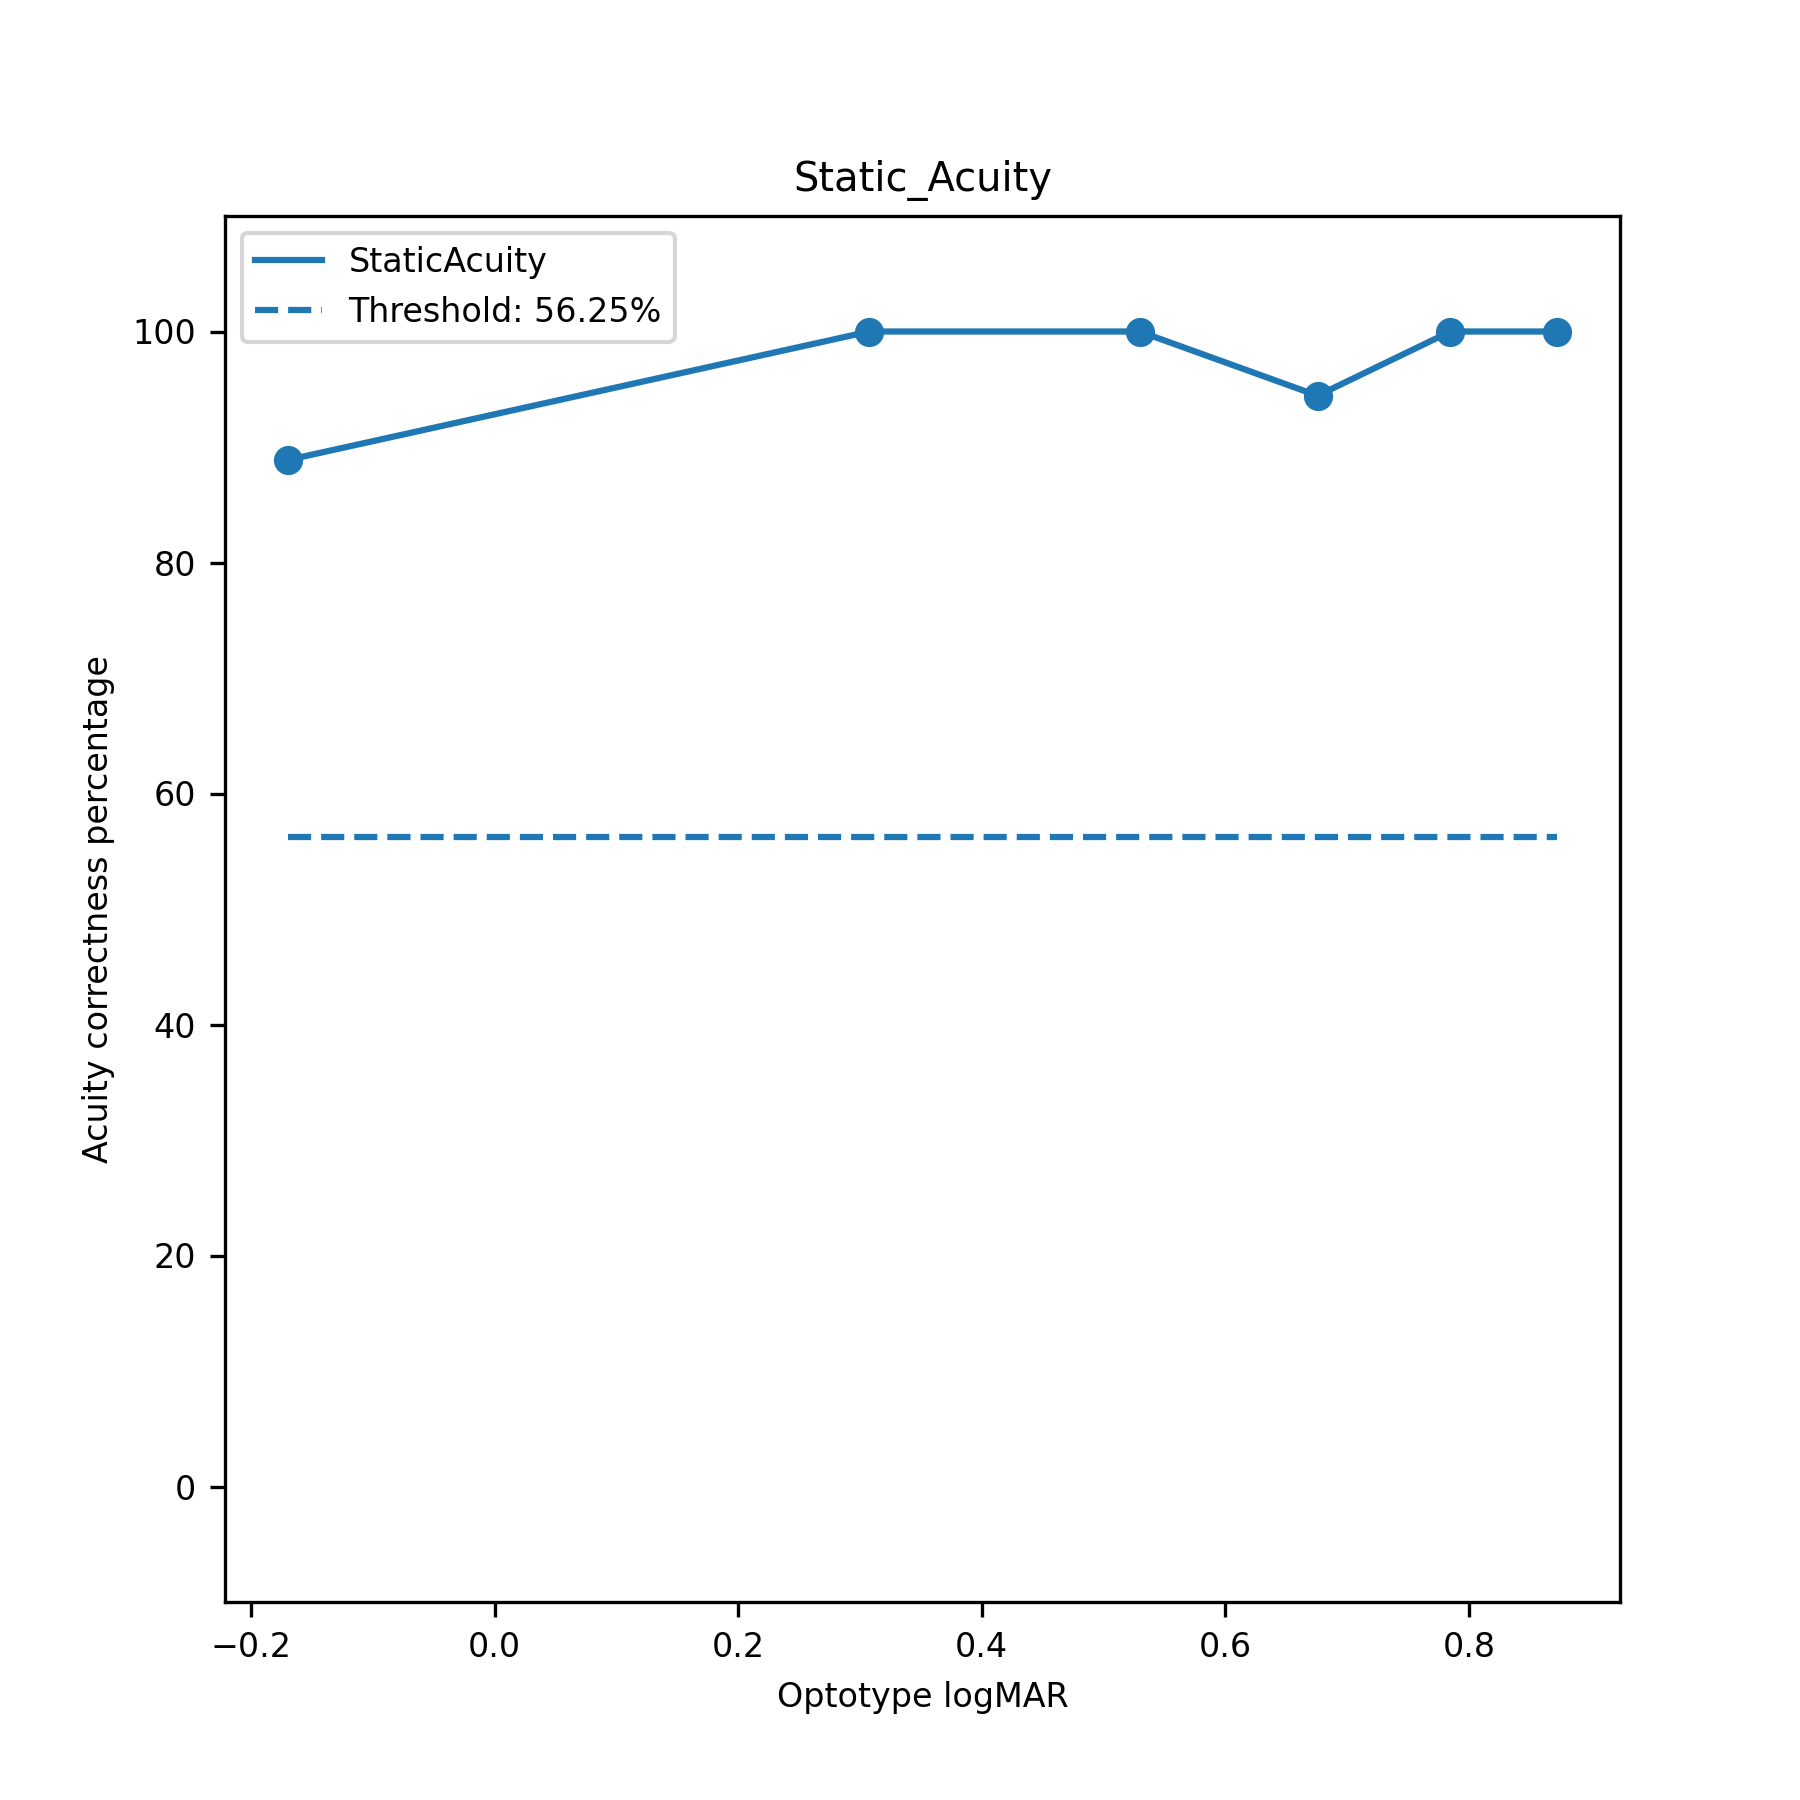 Static_Acuity
StaticAcuity
Threshold: 56.25%
100
80
60
40
20
0
Acuity correctness percentage
−0.2 0.0 0.2 0.4 0.6 0.8
Optotype logMAR